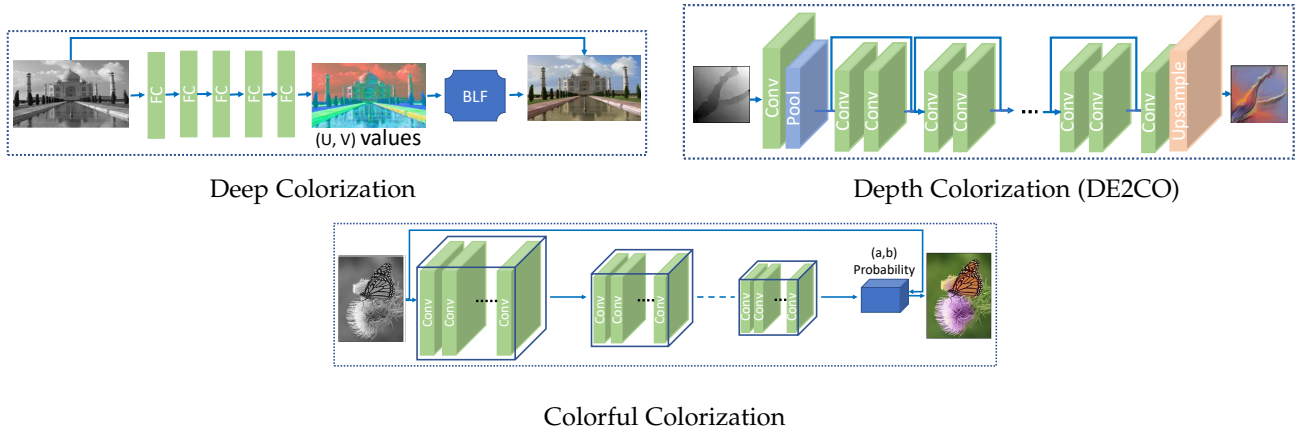 FC
FC
FC
FC
FC
(U, V) values
BLF
Deep Colorization
Conv
Pool
Conv
Conv
Conv
Conv
...
Conv
Conv
Conv
Upsample
Depth Colorization (DE2CO)
Conv
Conv
.....
Conv
Conv
Conv
....
Conv
Conv
Conv
...
Conv
(a,b)
Probability
Colorful Colorization